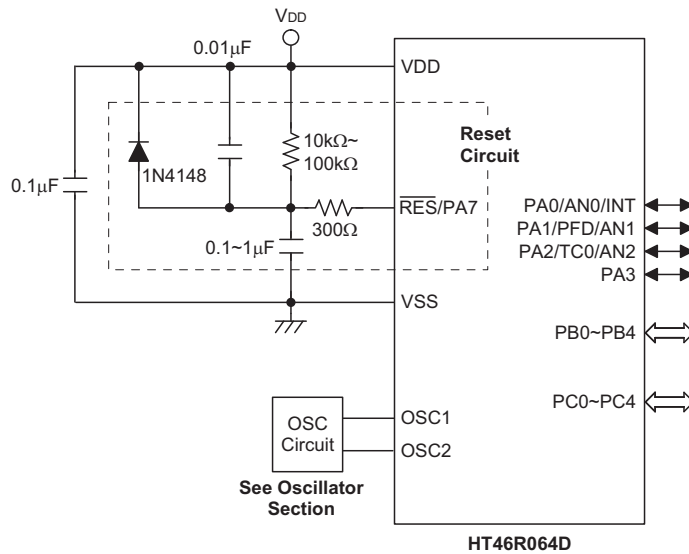 VDD
0.01μF
VDD
10kΩ~
100kΩ
Reset
Circuit
1N4148
0.1μF
RES/PA7
300Ω
0.1~1μF
VSS
PA0/AN0/INT
PA1/PFD/AN1
PA2/TC0/AN2
PA3
PB0~PB4
PC0~PC4
OSC
Circuit
OSC1
OSC2
See Oscillator
Section
HT46R064D